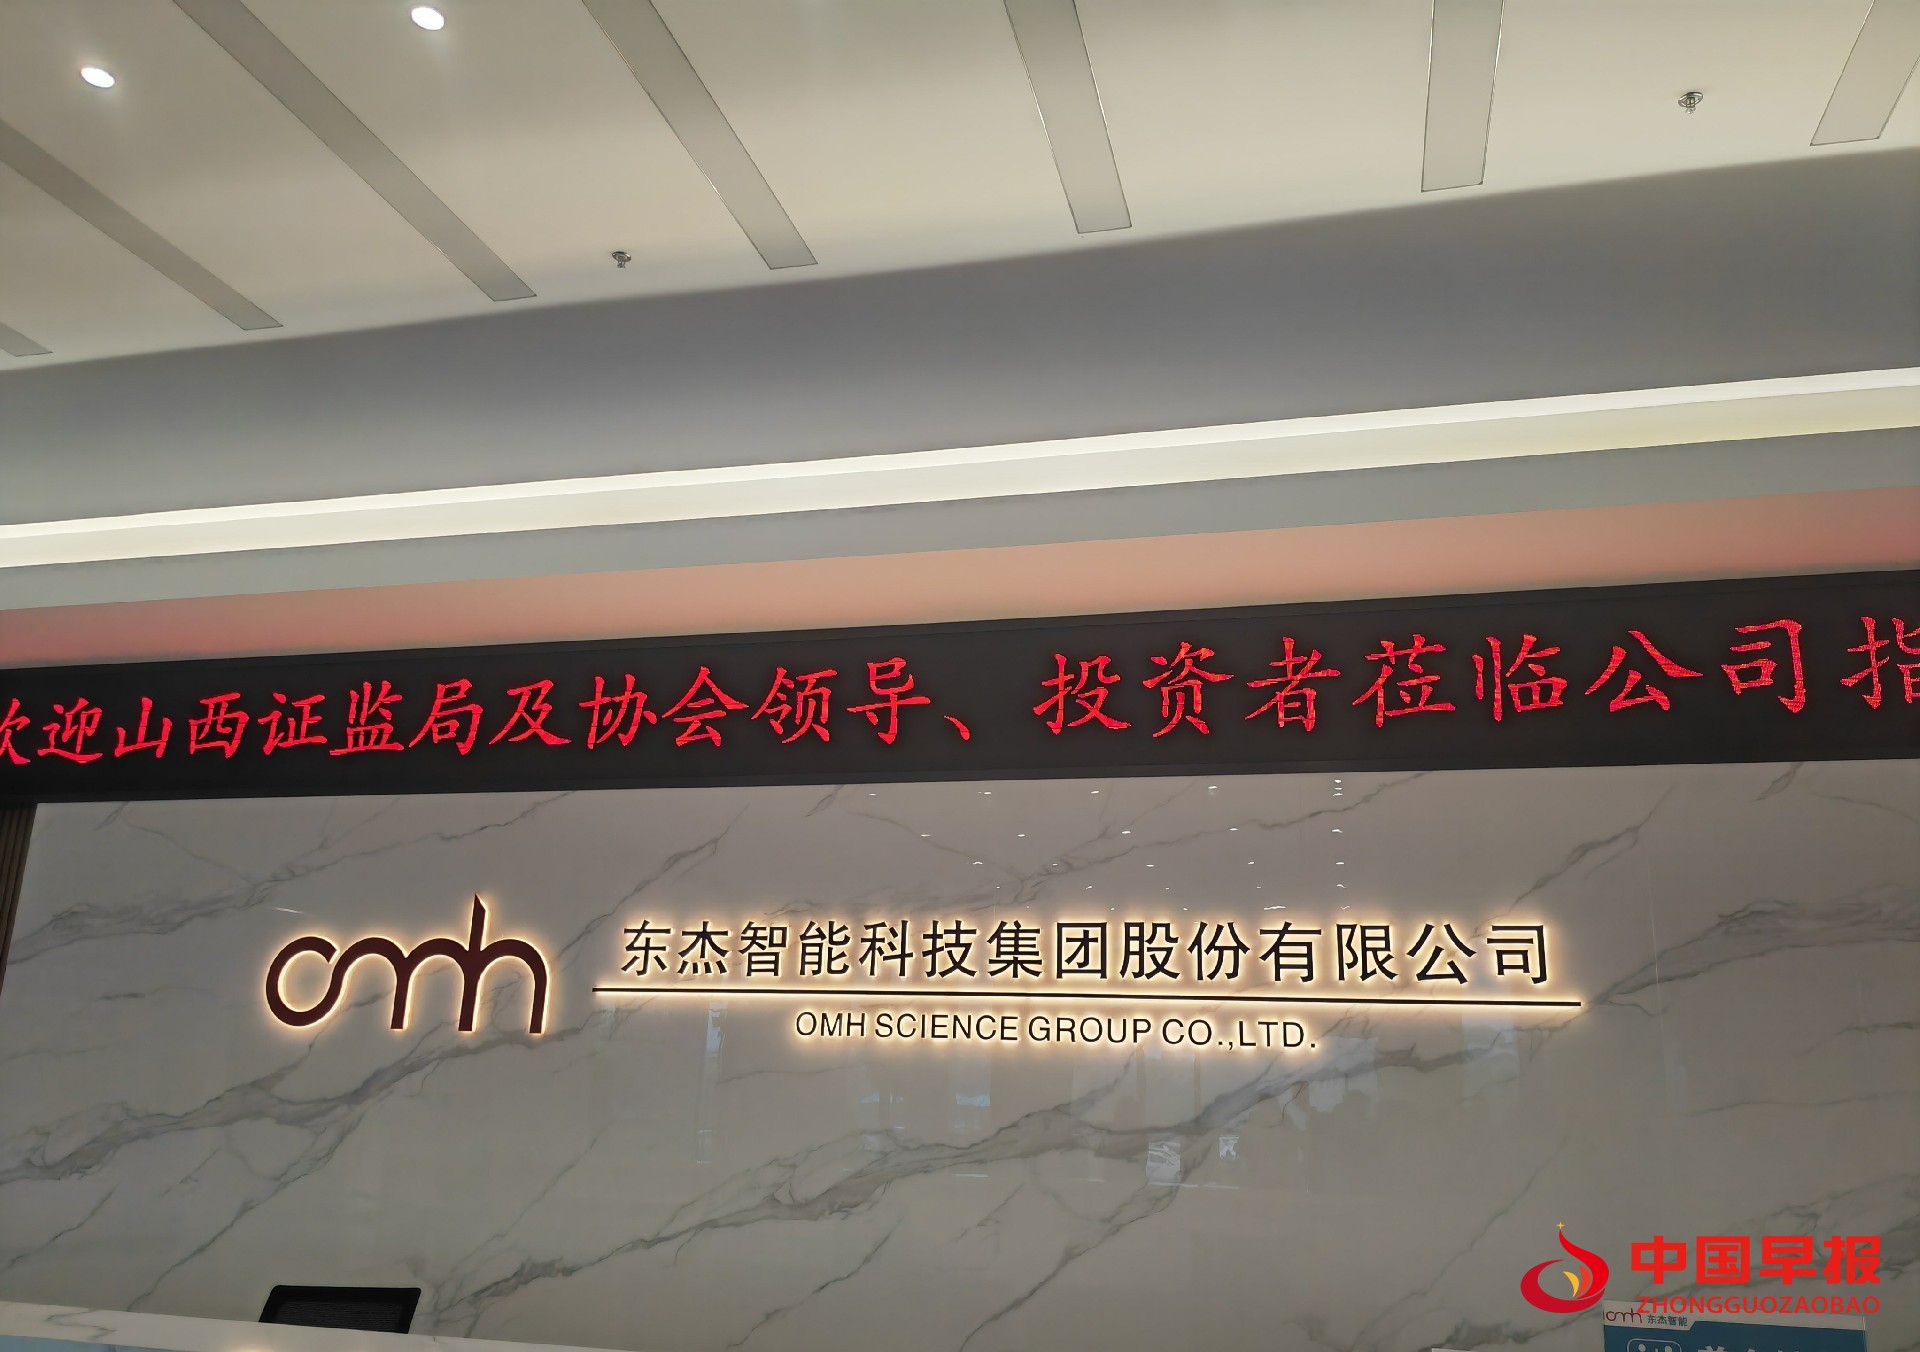 欢迎山西证监局及协会领导、投资者莅临公司指
omh
东杰智能科技集团股份有限公司
OMH SCIENCE GROUP CO.,LTD.
中国早报
ZHONGGUOZAOBAO
omh 东杰智能